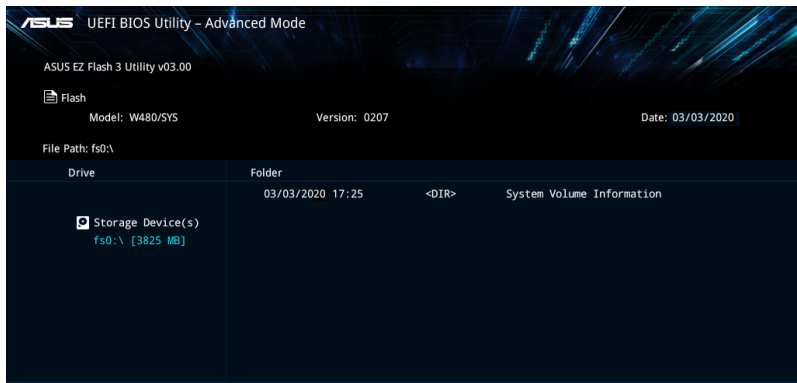 ASUS UEFI BIOS Utility – Advanced Mode
ASUS EZ Flash 3 Utility v03.00
Flash
Model: W480/SYS Version: 0207 Date: 03/03/2020
File Path: fs0:\
Drive Folder
03/03/2020 17:25 <DIR> System Volume Information
Storage Device(s)
fs0:\ [3825 MB]